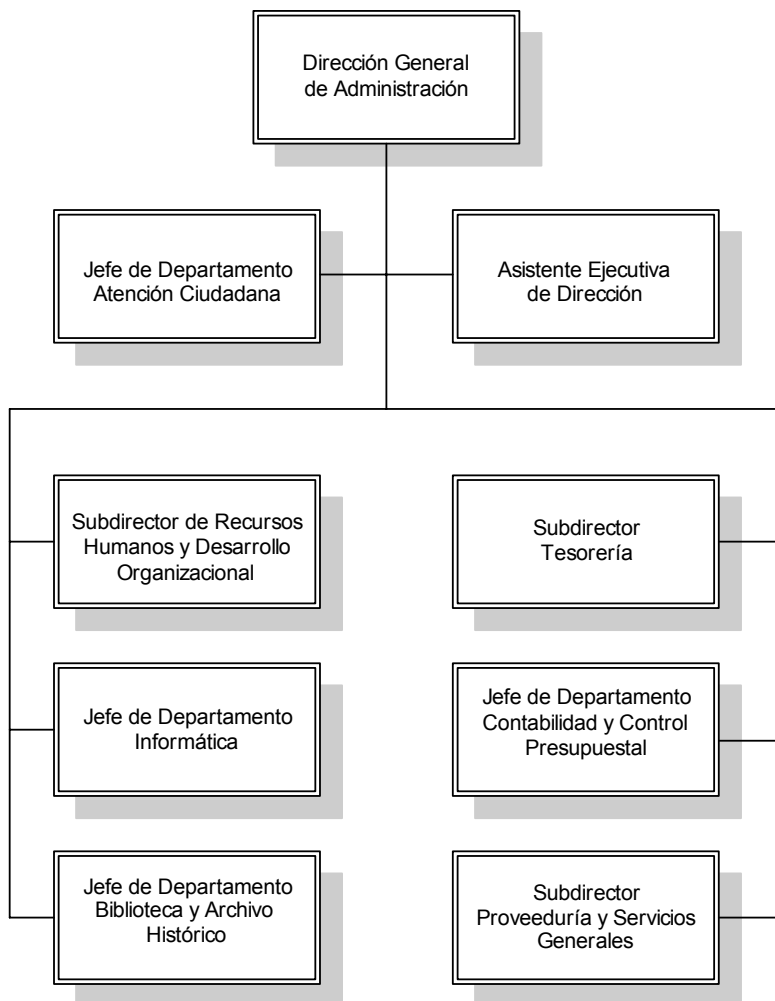 Dirección General
de Administración
Jefe de Departamento
Atención Ciudadana
Asistente Ejecutiva
de Dirección
Subdirector de Recursos
Humanos y Desarrollo
Organizacional
Subdirector
Tesorería
Jefe de Departamento
Informática
Jefe de Departamento
Contabilidad y Control
Presupuestal
Jefe de Departamento
Biblioteca y Archivo
Histórico
Subdirector
Proveeduría y Servicios
Generales